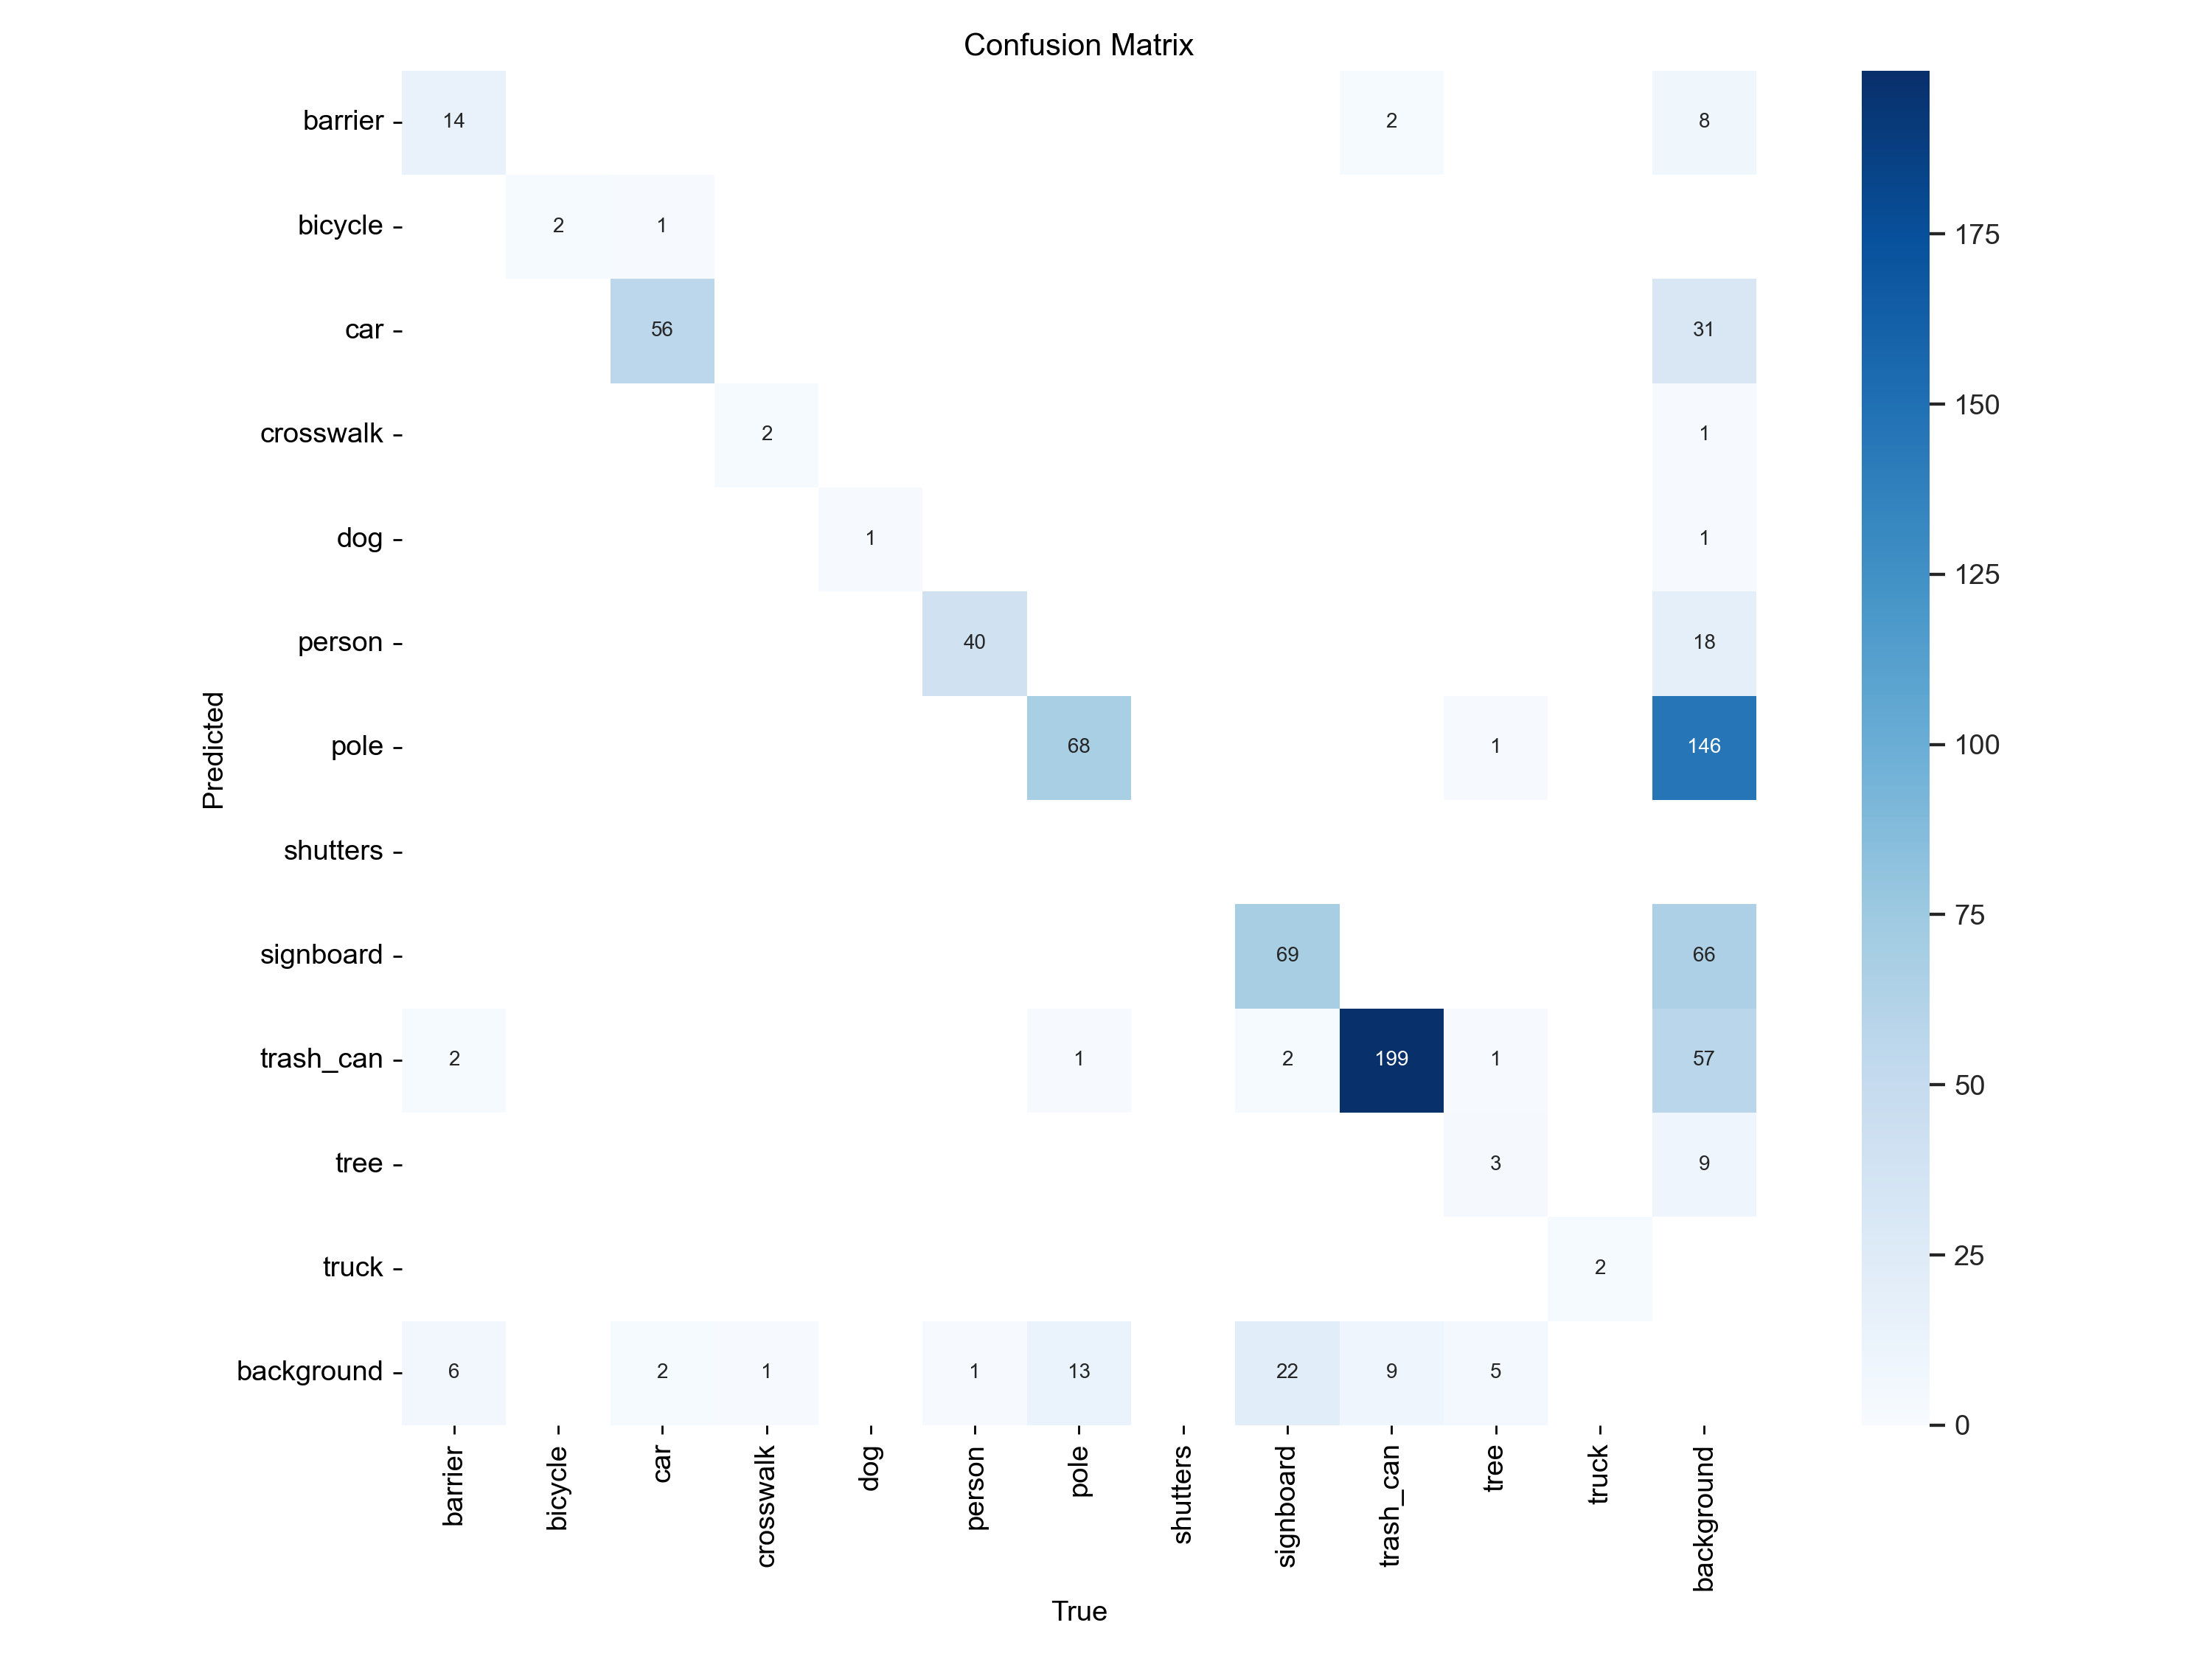 Confusion Matrix
barrier 14 2 8
bicycle 2 1
175
car 56 31
150
crosswalk 2 1
125
dog 1 1
person 40 18
Predicted
pole 68 1 146
100
shutters
75
signboard 69 66
trash_can 2 1 2 199 1 57
50
tree 3 9
25
truck 2
background 6 2 1 1 13 22 9 5
0
barrier bicycle car crosswalk dog person pole shutters signboard trash_can tree truck background
True